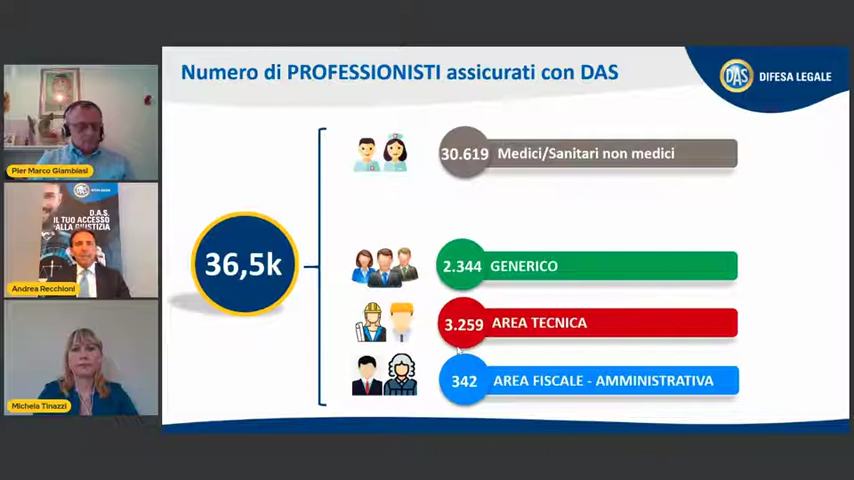 Numero di PROFESSIONISTI assicurati con DAS
DAS DIFESA LEGALE
Pier Marco Giambiasi
D.A.S.
IL TUO ACCESSO
ALLA GIUSTIZIA
Andrea Recchioni
Michela Tinazzi
36,5k
30.619 Medici/Sanitari non medici
2.344 GENERICO
3.259 AREA TECNICA
342 AREA FISCALE - AMMINISTRATIVA